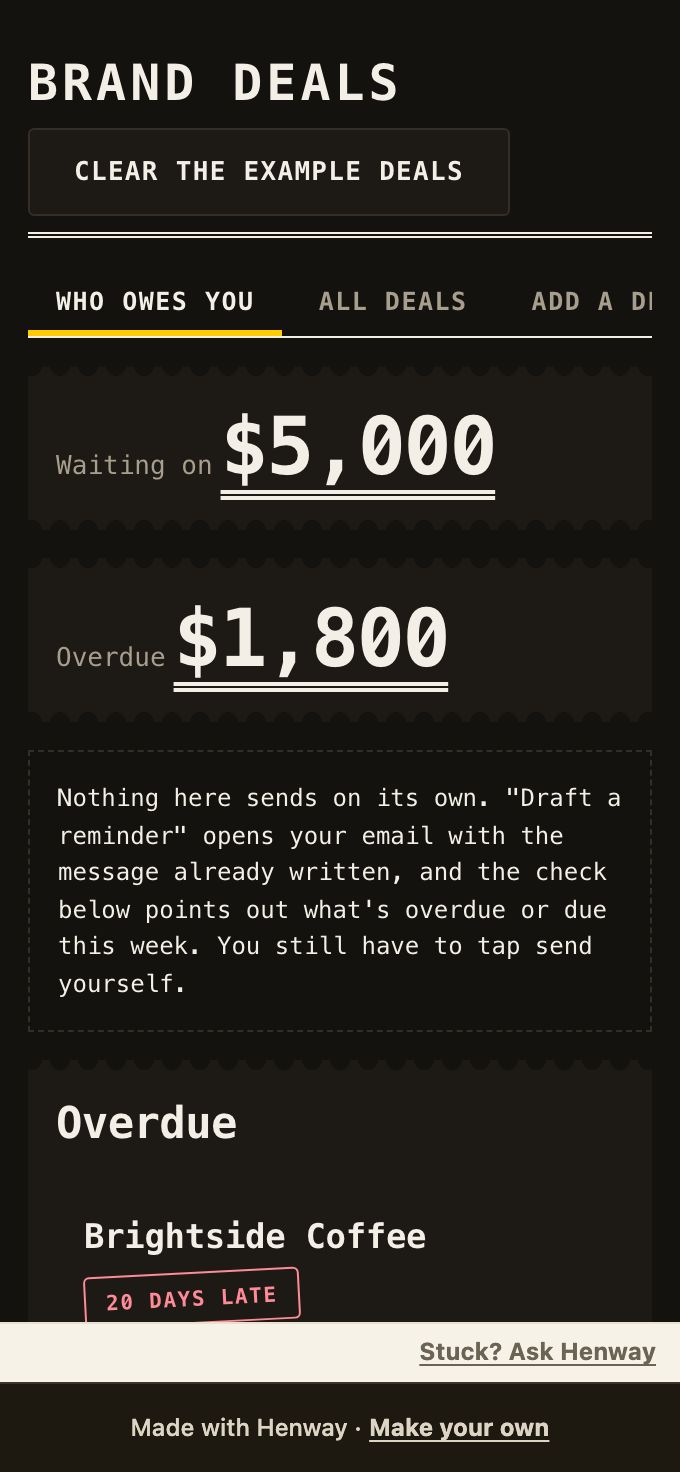 BRAND DEALS
CLEAR THE EXAMPLE DEALS
WHO OWES YOU ALL DEALS ADD A
Waiting on $5,000
Overdue $1,800
Nothing here sends on its own. "Draft a
reminder" opens your email with the
message already written, and the check
below points out what's overdue or due
this week. You still have to tap send
yourself.
Overdue
Brightside Coffee
20 DAYS LATE
Stuck? Ask Henway
Made with Henway · Make your own